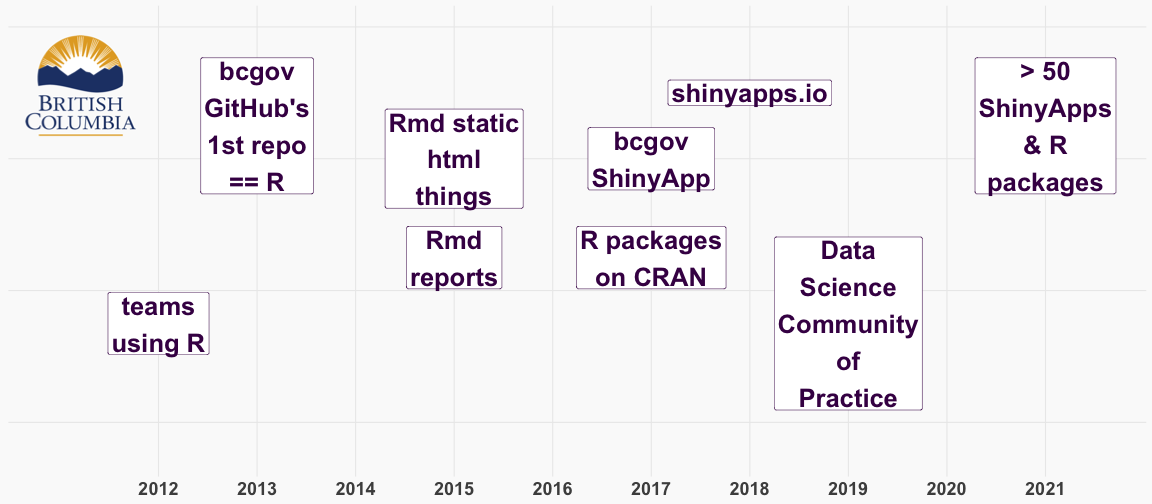 BRITISH
COLUMBIA
bcgov
GitHub's
1st repo
== R
shinyapps.io
> 50
ShinyApps
& R
packages
Rmd static
html
things
bcgov
ShinyApp
Rmd
reports
R packages
on CRAN
Data
Science
Community
of
Practice
teams
using R
2012
2013
2014
2015
2016
2017
2018
2019
2020
2021